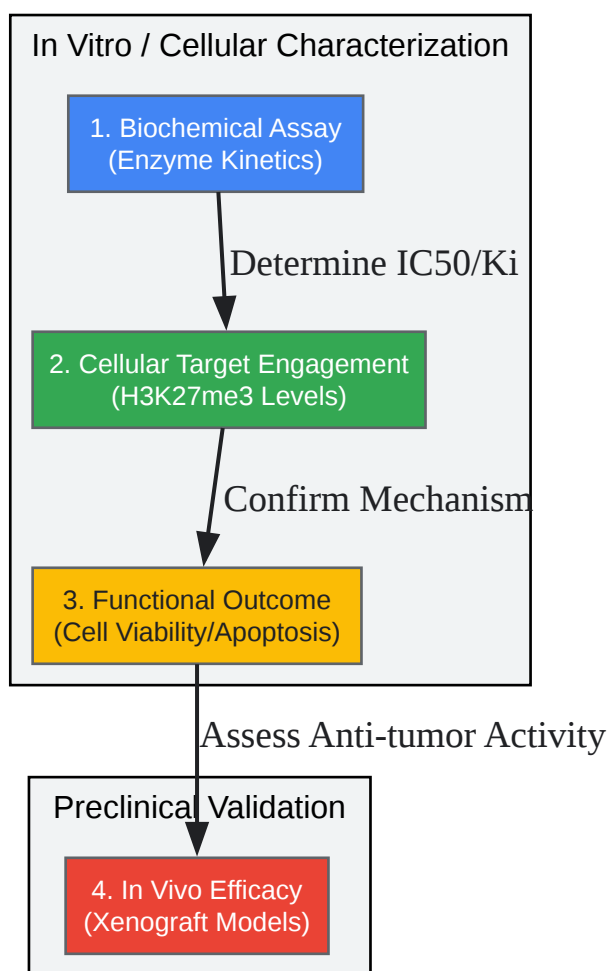 In Vitro / Cellular Characterization
1. Biochemical Assay
(Enzyme Kinetics)
Determine IC50/Ki
2. Cellular Target Engagement
(H3K27me3 Levels)
Confirm Mechanism
3. Functional Outcome
(Cell Viability/Apoptosis)
Assess Anti-tumor Activity
Preclinical Validation
4. In Vivo Efficacy
(Xenograft Models)